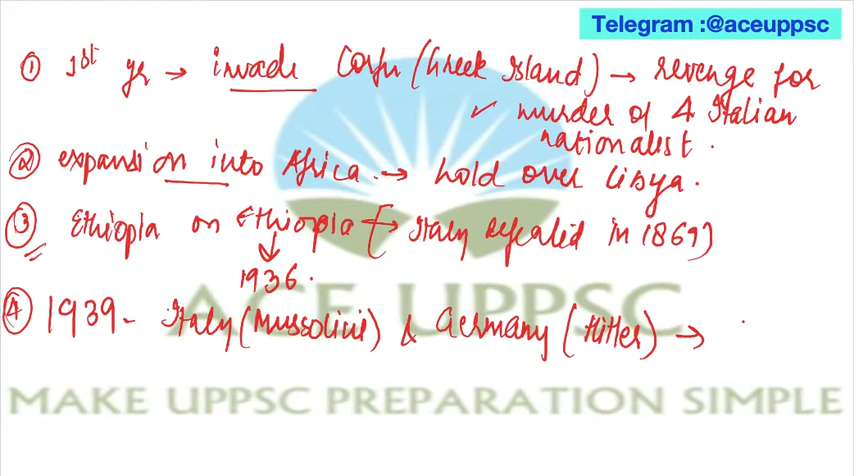 Telegram :@aceuppsc
① 1st yr → invade Corfu (Greek Island) → revenge for
✓ murder of 4 Italian
nationalist.
② expansion into Africa. → hold over Libya.
③ Ethiopia on Ethiopia [→ Italy defeated in 1869]
↓
1936.
④ 1939 - Italy (Mussolini) & Germany (Hitler) →
ACE UPPSC
MAKE UPPSC PREPARATION SIMPLE